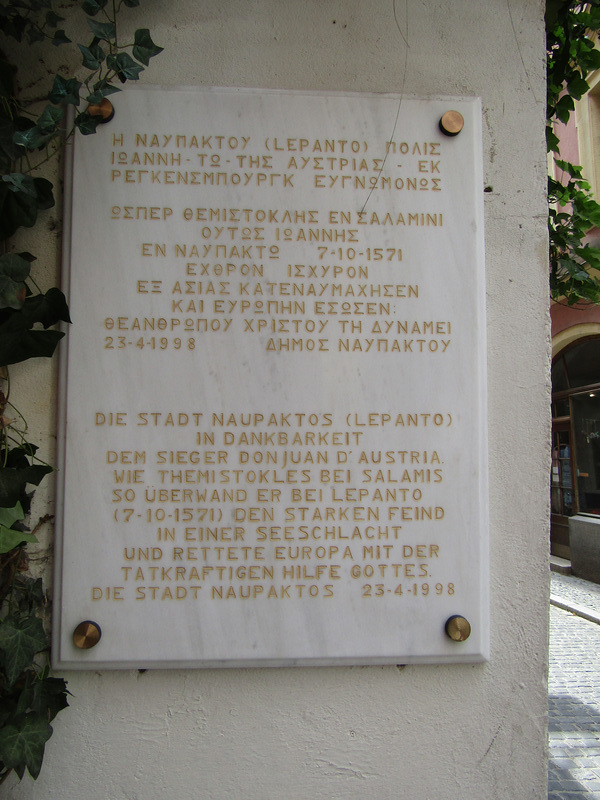 Η ΝΑΥΠΑΚΤΟΥ (LEPANTO) ΠΟΛΙΣ
ΙΩΑΝΝΗ-ΤΩ-ΤΗΣ ΑΥΣΤΡΙΑΣ - ΕΚ
ΡΕΓΚΕΝΣΜΠΟΥΡΓΚ ΕΥΓΝΩΜΟΝΩΣ
ΩΣΠΕΡ ΘΕΜΙΣΤΟΚΛΗΣ ΕΝ ΣΑΛΑΜΙΝΙ
ΟΥΤΩΣ ΙΩΑΝΝΗΣ
ΕΝ ΝΑΥΠΑΚΤΩ 7-10-1571
ΕΧΘΡΟΝ ΙΣΧΥΡΟΝ
ΕΞ ΑΣΙΑΣ ΚΑΤΕΝΑΥΜΑΧΗΣΕΝ
ΚΑΙ ΕΥΡΩΠΗΝ ΕΣΩΣΕΝ:
ΘΕΑΝΘΡΩΠΟΥ ΧΡΙΣΤΟΥ ΤΗ ΔΥΝΑΜΕΙ
23-4-1998 ΔΗΜΟΣ ΝΑΥΠΑΚΤΟΥ
DIE STADT NAUPAKTOS (LEPANTO)
IN DANKBARKEIT
DEM SIEGER DON JUAN D'AUSTRIA.
WIE THEMISTOKLES BEI SALAMIS
SO ÜBERWAND ER BEI LEPANTO
(7-10-1571) DEN STARKEN FEIND
IN EINER SEESCHLACHT
UND RETTETE EUROPA MIT DER
TATKRAFTIGEN HILFE GOTTES.
DIE STADT NAUPAKTOS 23-4-1998